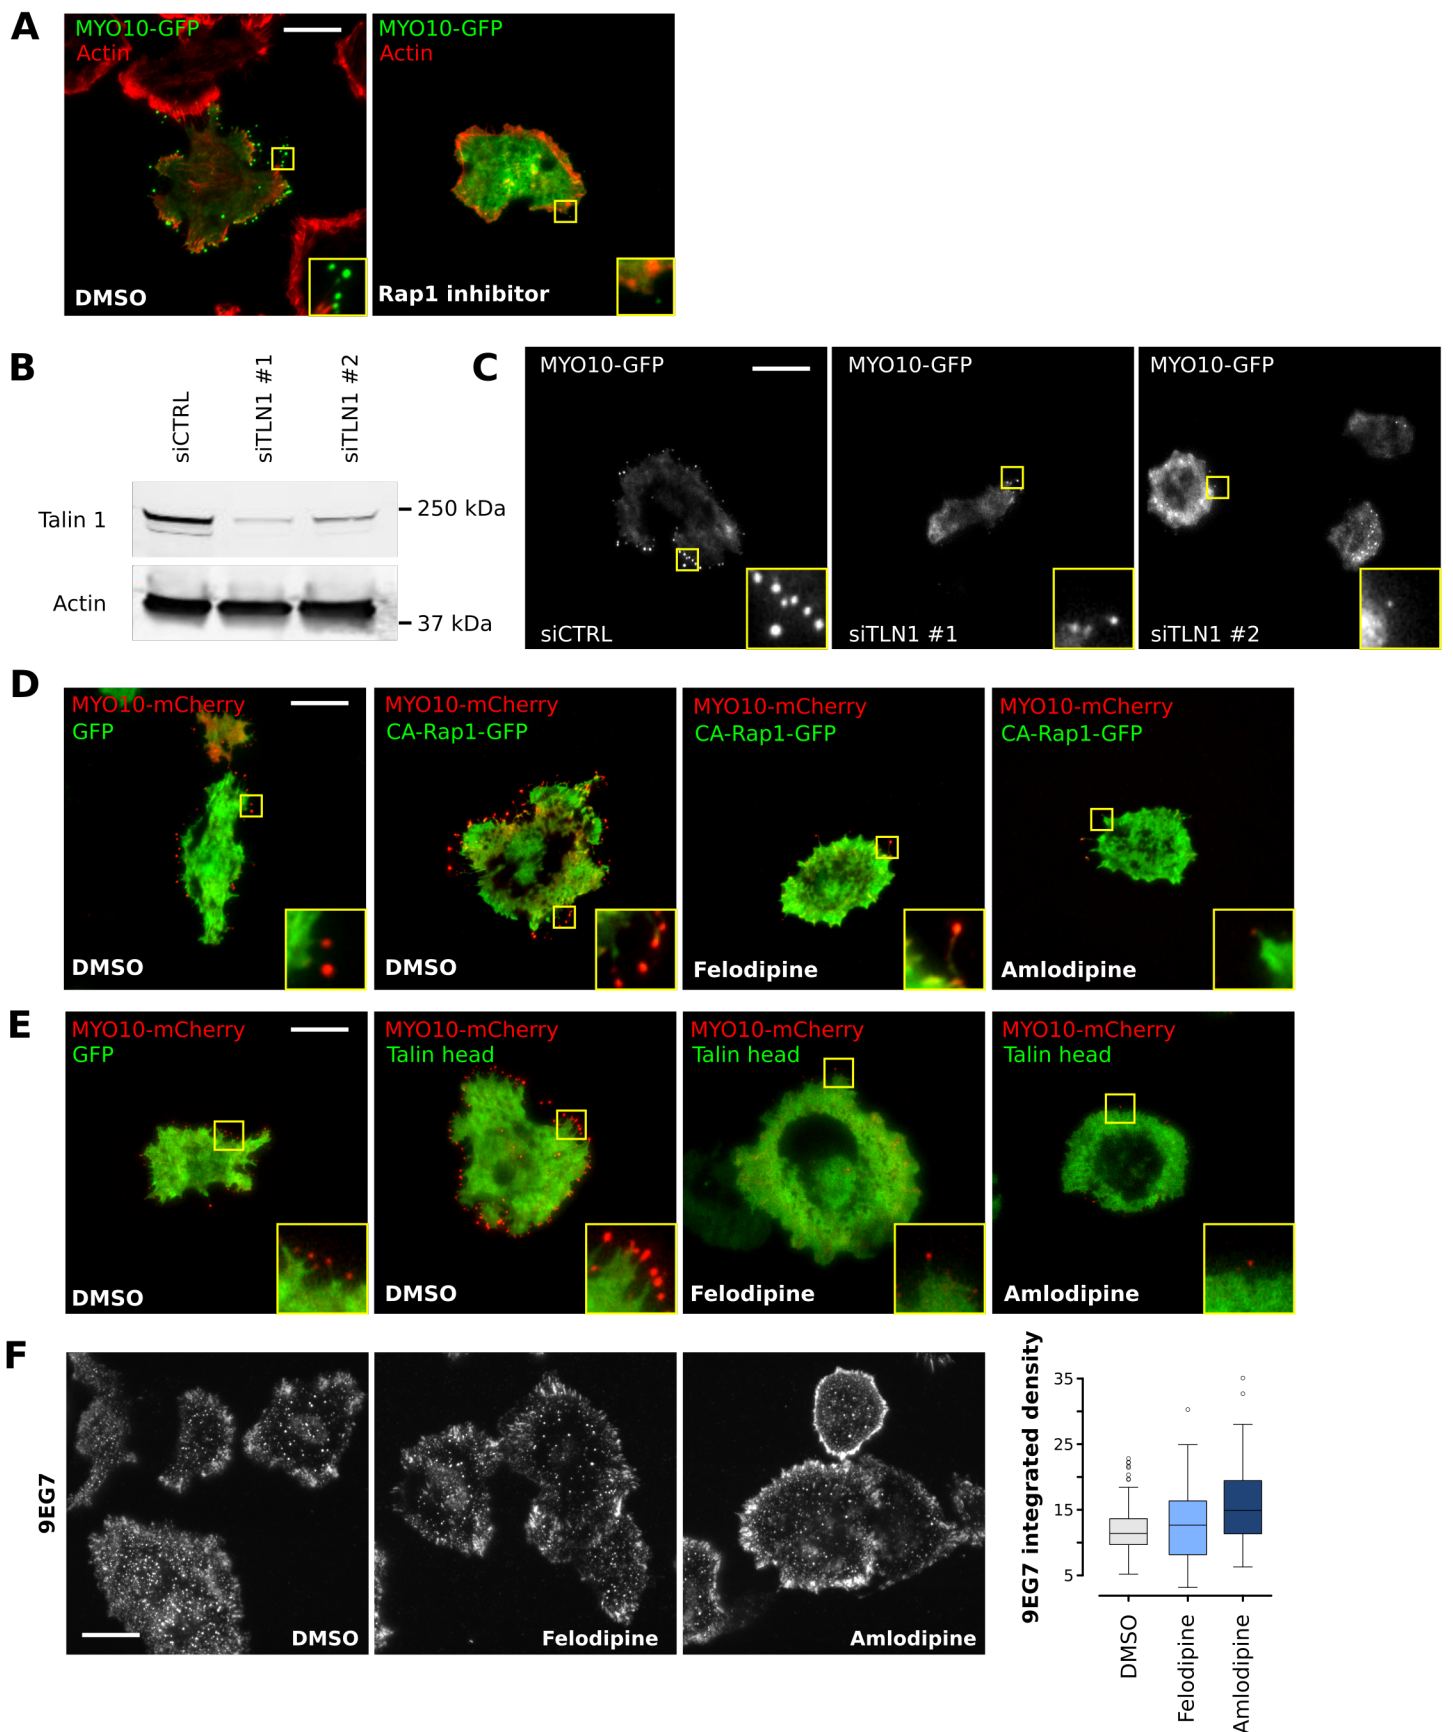 A
MYO10-GFP
Actin
DMSO
MYO10-GFP
Actin
Rap1 inhibitor
B
siCTRL
siTLN1 #1
siTLN1 #2
Talin 1
250 kDa
Actin
37 kDa
C
MYO10-GFP
siCTRL
MYO10-GFP
siTLN1 #1
MYO10-GFP
siTLN1 #2
D
MYO10-mCherry
GFP
DMSO
MYO10-mCherry
CA-Rap1-GFP
DMSO
MYO10-mCherry
CA-Rap1-GFP
Felodipine
MYO10-mCherry
CA-Rap1-GFP
Amlodipine
E
MYO10-mCherry
GFP
DMSO
MYO10-mCherry
Talin head
DMSO
MYO10-mCherry
Talin head
Felodipine
MYO10-mCherry
Talin head
Amlodipine
F
9EG7
DMSO
Felodipine
Amlodipine
9EG7 integrated density
35
25
15
5
DMSO
Felodipine
Amlodipine